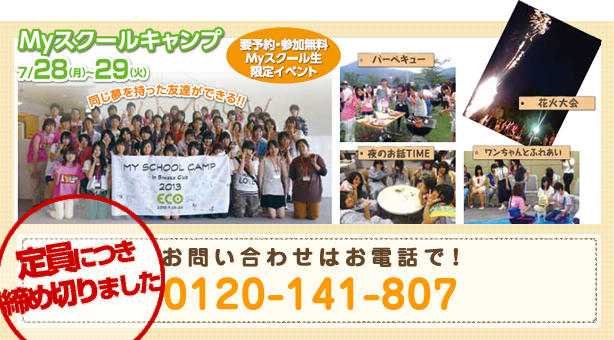 Myスクールキャンプ
7/28(月)~29(火)
要予約・参加無料
Myスクール生
限定イベント
同じ夢を持った友達ができる!!
MY SCHOOL CAMP
in Biwako Club
2013
ECO
バーベキュー
花火大会
夜のお話TIME
ワンちゃんとふれあい
定員につき
締め切りました
お問い合わせはお電話で!
0120-141-807